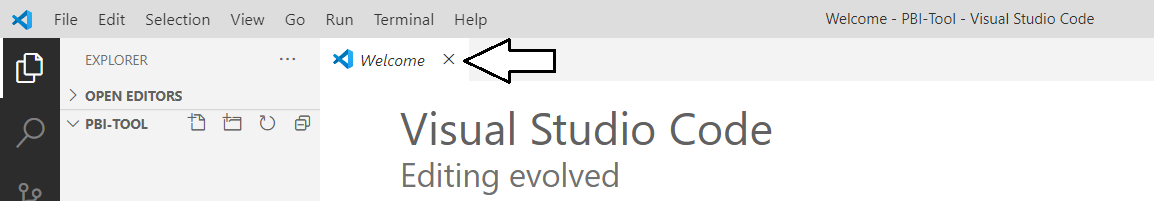 File Edit Selection View Go Run Terminal Help Welcome - PBI-Tool - Visual Studio Code
EXPLORER
Welcome
OPEN EDITORS
PBI-TOOL
Visual Studio Code
Editing evolved